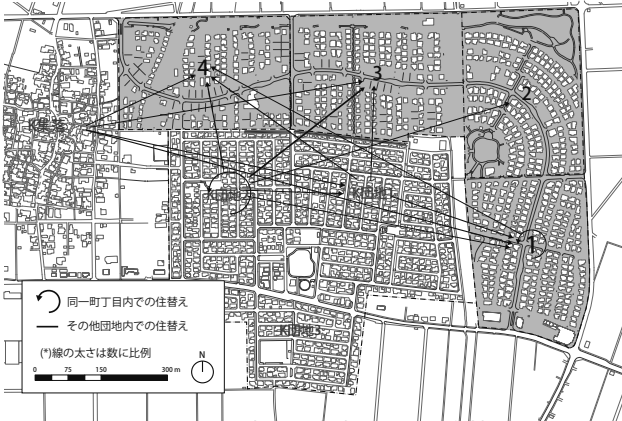 4
3
2
K団地
K団地
1
同一町丁目内での住替え
その他団地内での住替え
(*)線の太さは数に比例
N
0 75 150 300 m
K団地3